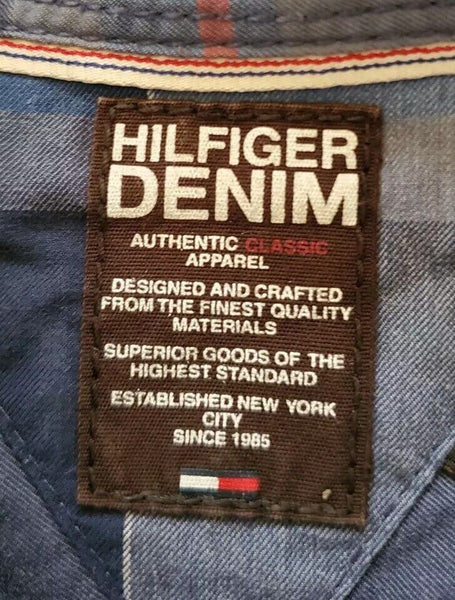 HILFIGER
DENIM
AUTHENTIC CLASSIC
APPAREL
DESIGNED AND CRAFTED
FROM THE FINEST QUALITY
MATERIALS
SUPERIOR GOODS OF THE
HIGHEST STANDARD
ESTABLISHED NEW YORK
CITY
SINCE 1985